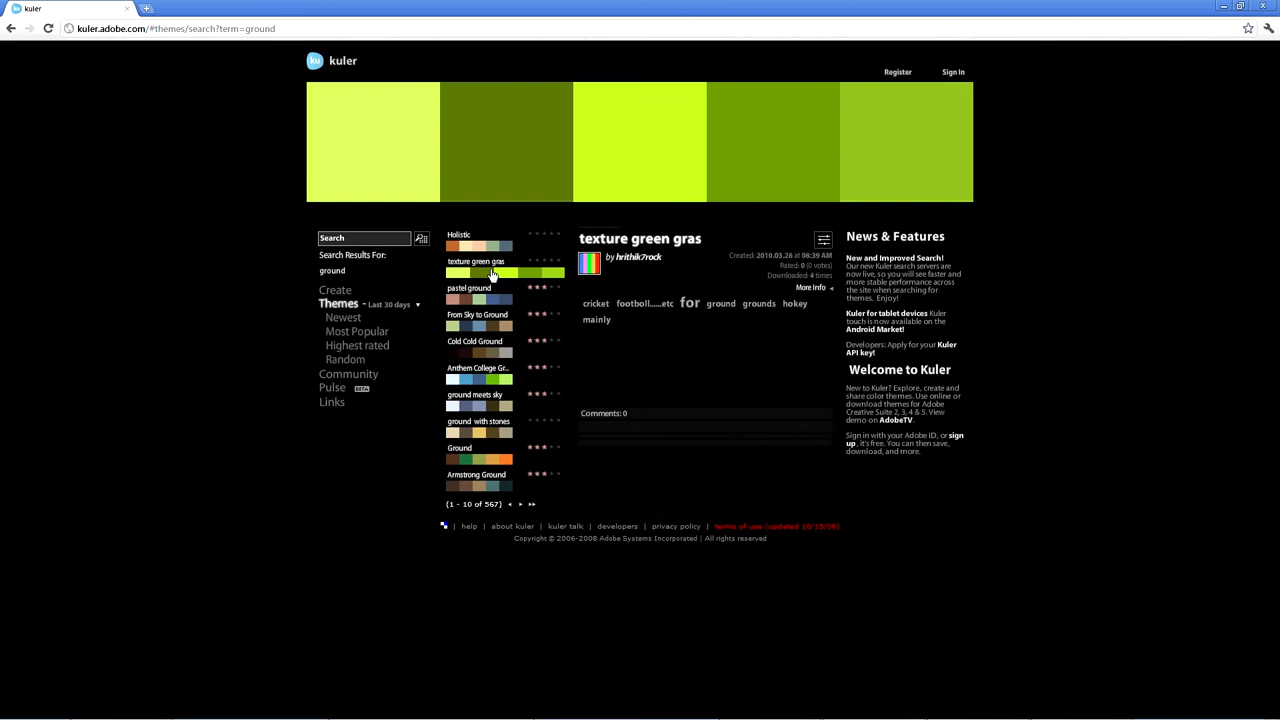 kuler
kuler.adobe.com/#themes/search?term=ground
ku kuler
Register Sign In
Search
Search Results For:
ground
Create
Themes - Last 30 days
Newest
Most Popular
Highest rated
Random
Community
Pulse BETA
Links
Holistic
texture green gras
pastel ground
From Sky to Ground
Cold Cold Ground
Anthem College Gr..
ground meets sky
ground with stones
Ground
Armstrong Ground
(1 - 10 of 567)
texture green gras
by hrithik7rock
Created: 2010.03.26 at 08:39 AM
Rated: 0 (0 votes)
Downloaded: 4 times
More Info
cricket footboll.....etc for ground grounds hokey
mainly
Comments: 0
News & Features
New and Improved Search!
Our new Kuler search servers are
now live, so you will see faster and
more stable performance across
the site when searching for
themes. Enjoy!
Kuler for tablet devices Kuler
touch is now available on the
Android Market!
Developers: Apply for your Kuler
API key!
Welcome to Kuler
New to Kuler? Explore, create and
share color themes. Use online or
download themes for Adobe
Creative Suite 2, 3, 4 & 5. View
demo on AdobeTV.
Sign in with your Adobe ID, or sign
up, it's free. You can then save,
download, and more.
| help | about kuler | kuler talk | developers | privacy policy | terms of use (updated 10/15/08)
Copyright © 2006-2008 Adobe Systems Incorporated | All rights reserved